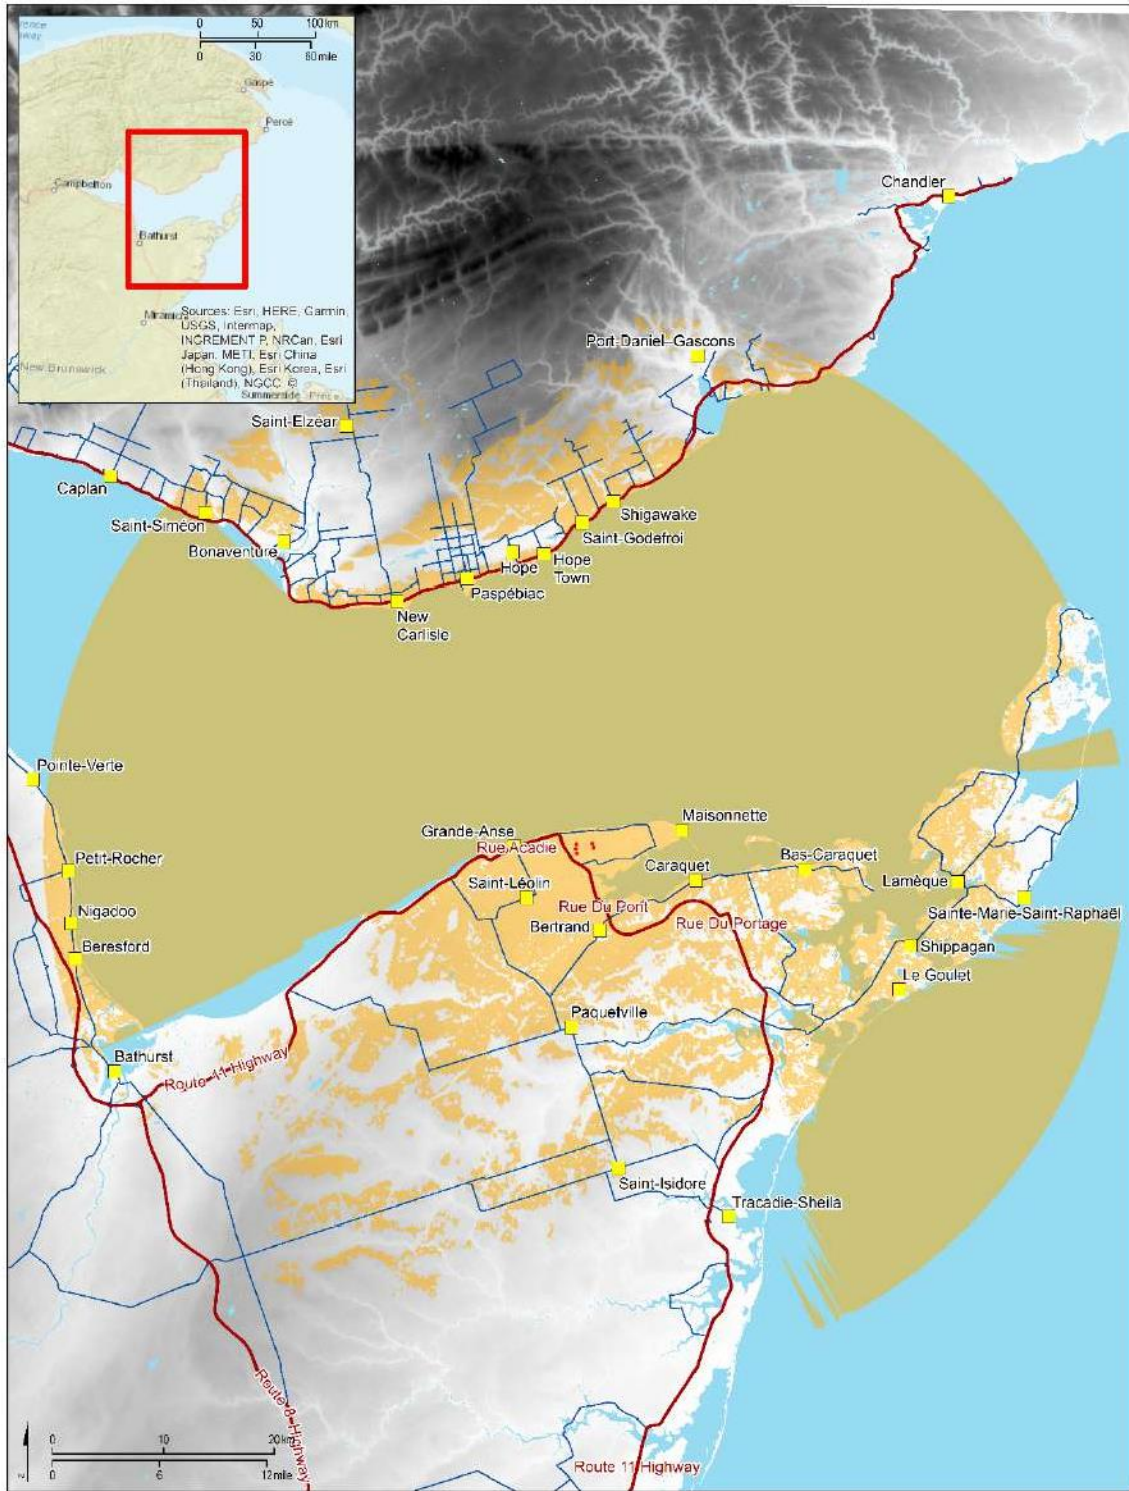 0 50 100 km
0 30 60 mile
Gaspé
Percé
Campbellton
Bathurst
Miramichi
New Brunswick
Summerside
Sources: Esri, HERE, Garmin,
USGS, Intermap,
INCREMENT P, NRCan, Esri
Japan, METI, Esri China
(Hong Kong), Esri Korea, Esri
(Thailand), NGCC, ©
Chandler
Port-Daniel–Gascons
Saint-Elzéar
Caplan
Saint-Siméon
Bonaventure
Shigawake
Saint-Godefroi
Hope
Hope
Town
Paspébiac
New
Carlisle
Pointe-Verte
Maisonnette
Grande-Anse
Rue Acadie
Petit-Rocher
Caraquet
Bas-Caraquet
Saint-Léolin
Lamèque
Sainte-Marie-Saint-Raphaël
Nigadoo
Rue Du Pont
Bertrand
Rue Du Portage
Beresford
Shippagan
Le Goulet
Paquetville
Bathurst
Route 11 Highway
Saint-Isidore
Tracadie-Sheila
Route 8 Highway
0 10 20 km
0 6 12 mile
Route 11 Highway